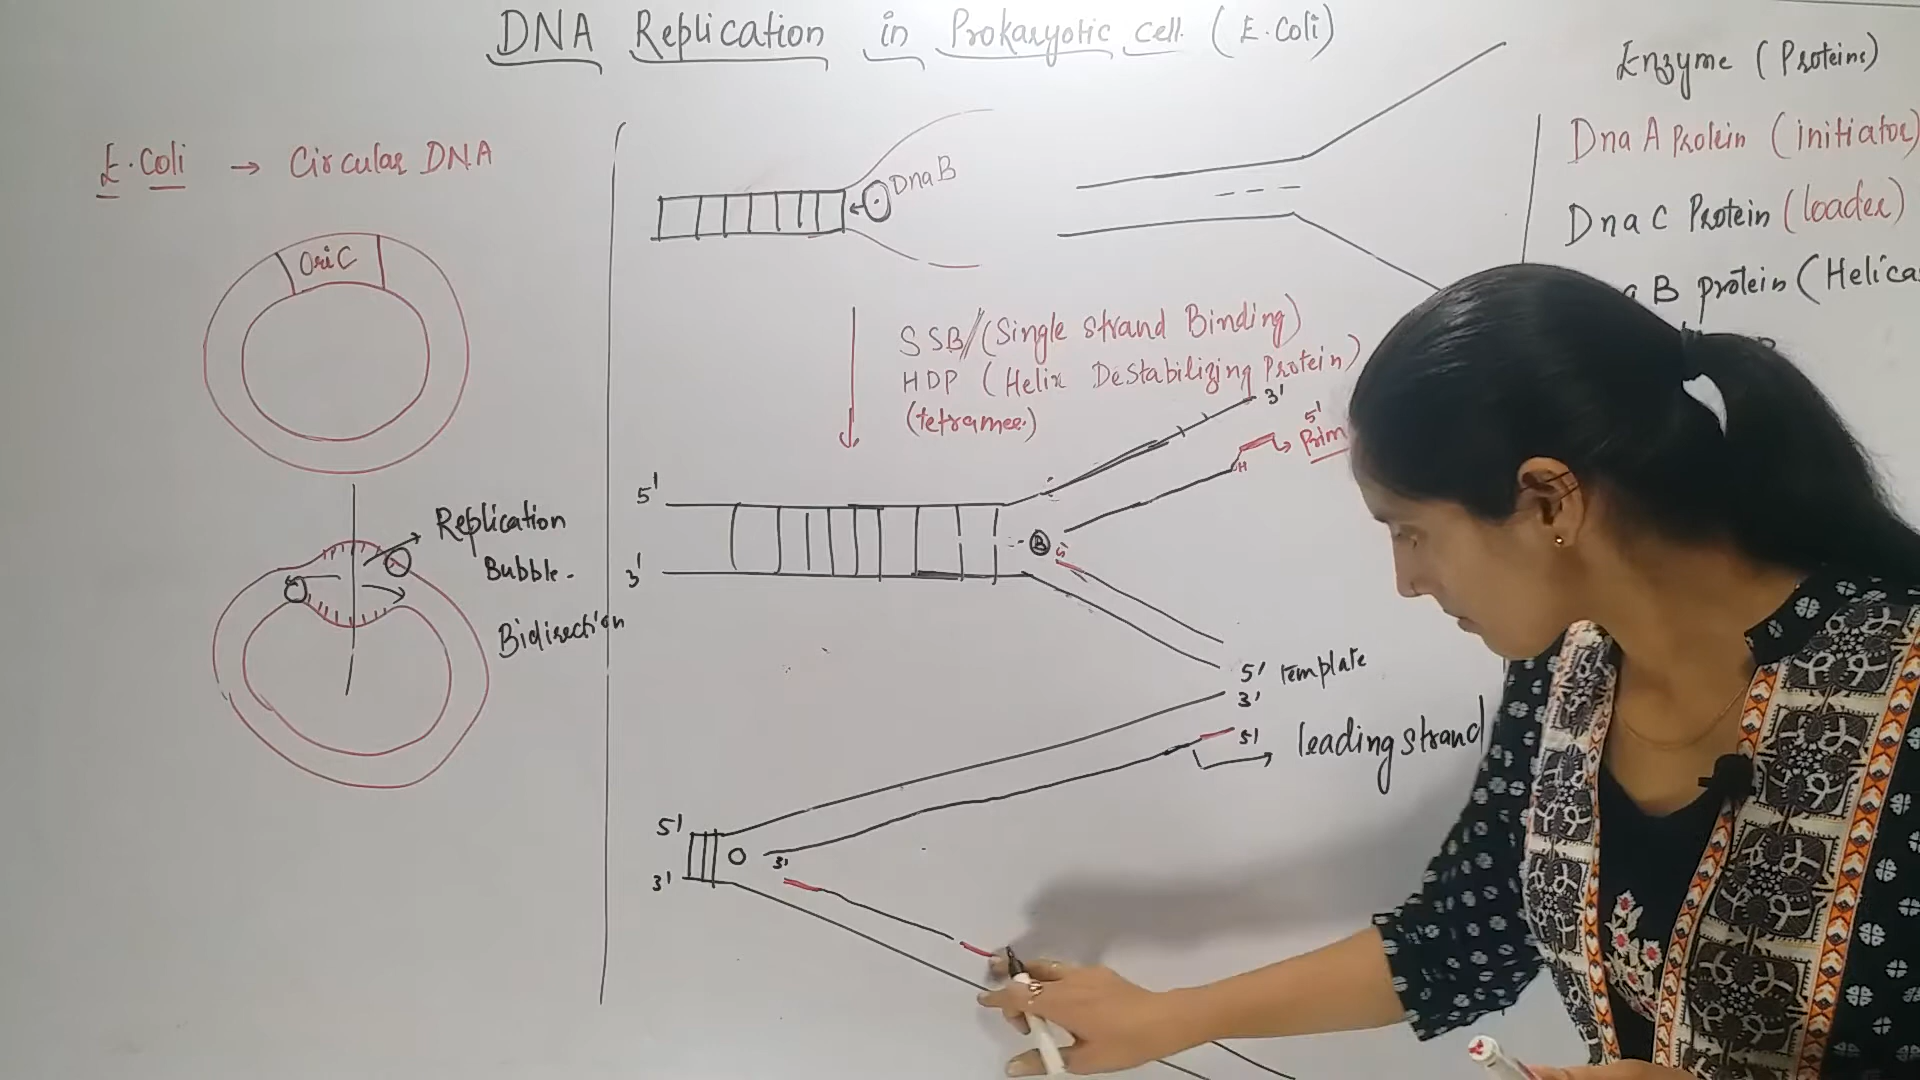 DNA Replication in Prokaryotic cell (E.Coli)
E.Coli → Circular DNA
OriC
Replication
Bubble.
Bidirection
DnaB
SSB/(Single Strand Binding)
HDP (Helix DeStabilizing Protein)
(tetramer)
3'
5'
Prim
H
5'
3'
B
5'
5' template
3'
5' leading strand
5'
3'
3'
Enzyme (Proteins)
Dna A Protein (initiator)
Dna C Protein (loader)
a B protein (Helica